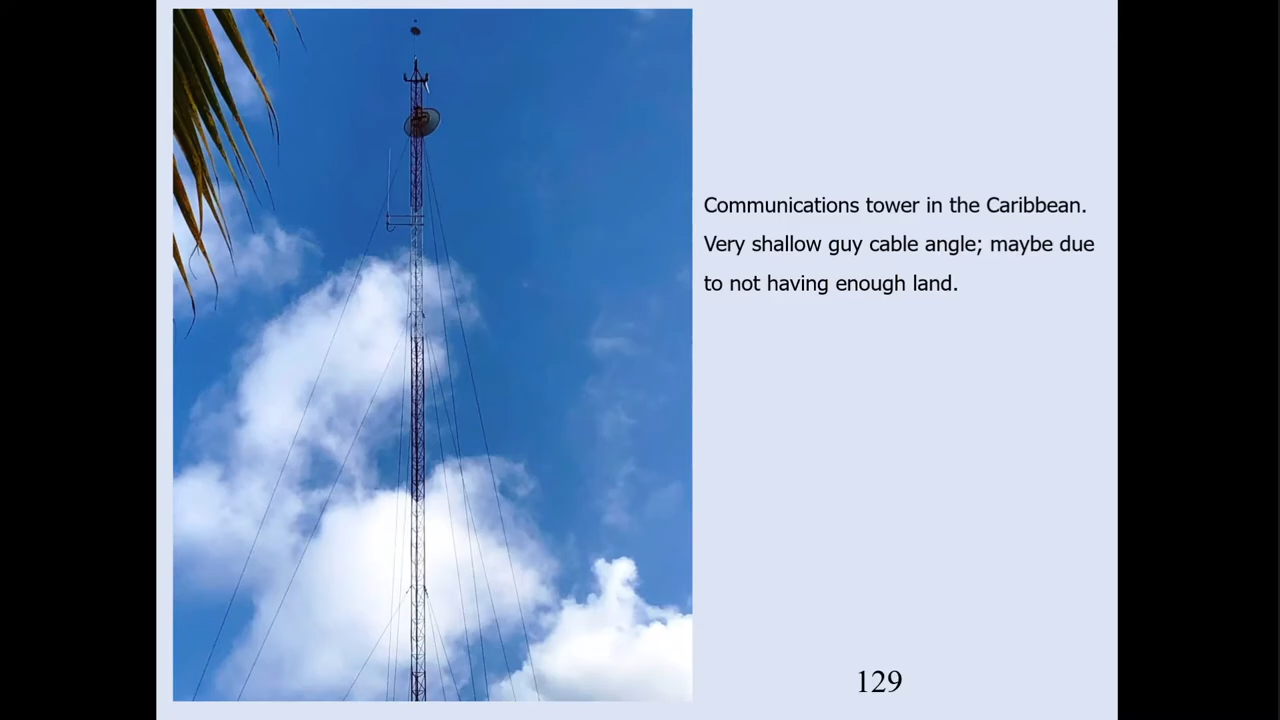 Communications tower in the Caribbean.
Very shallow guy cable angle; maybe due
to not having enough land.
129